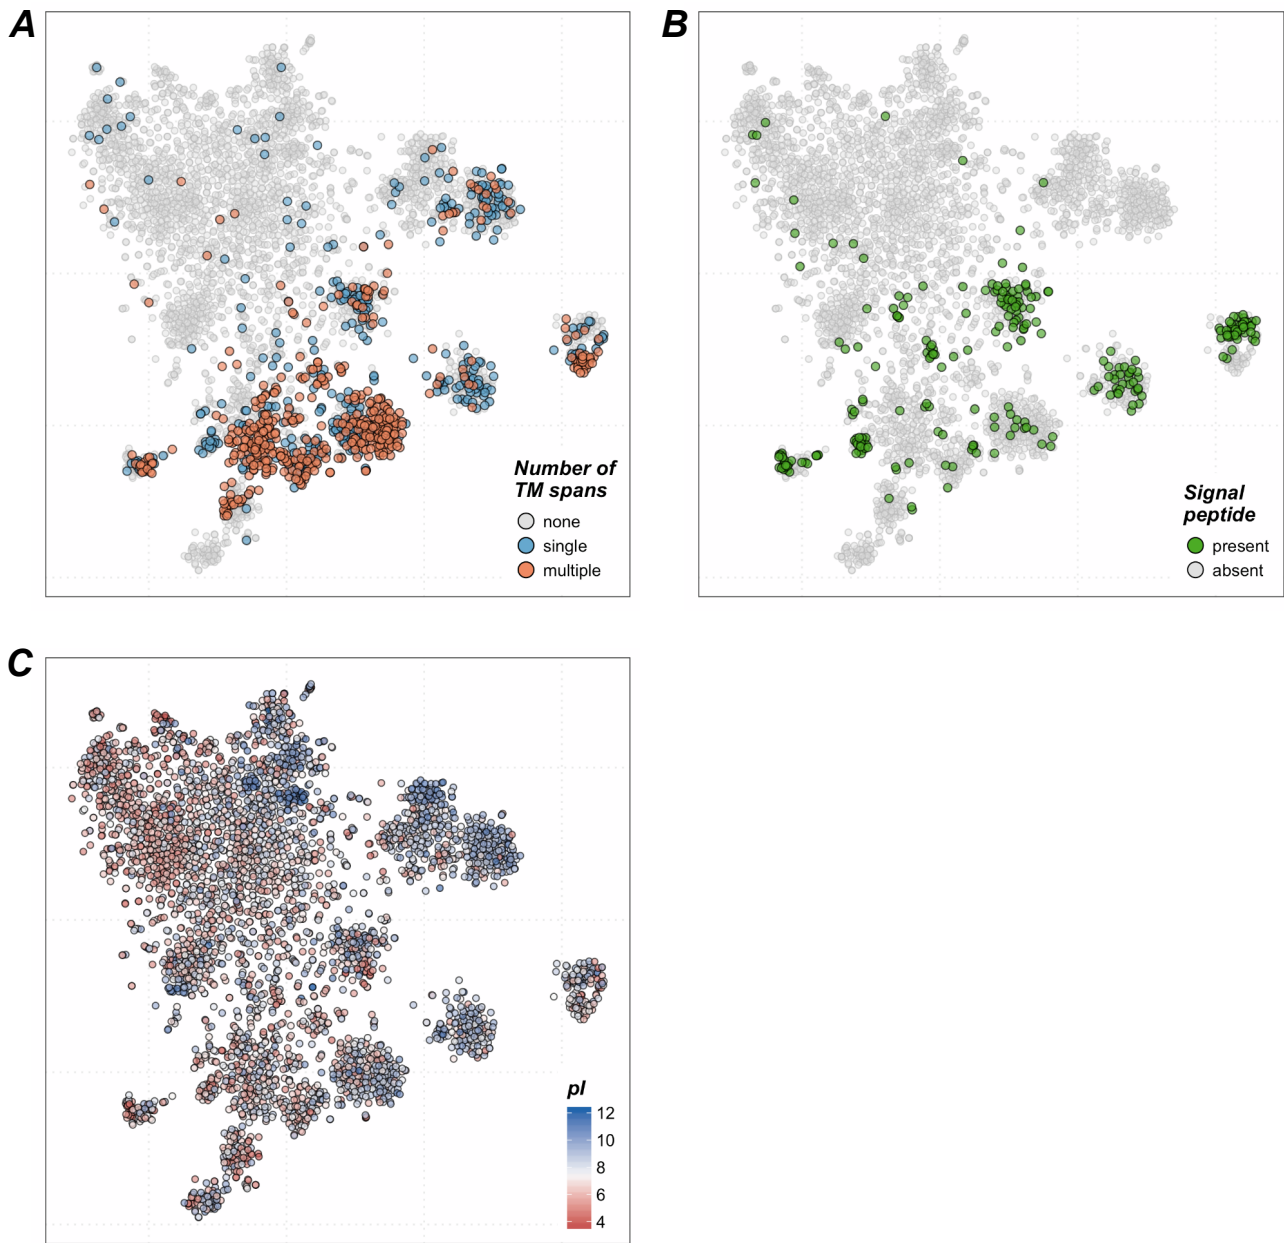 A
B
Number of
TM spans
none
single
multiple
Signal
peptide
present
absent
C
pI
12
10
8
6
4